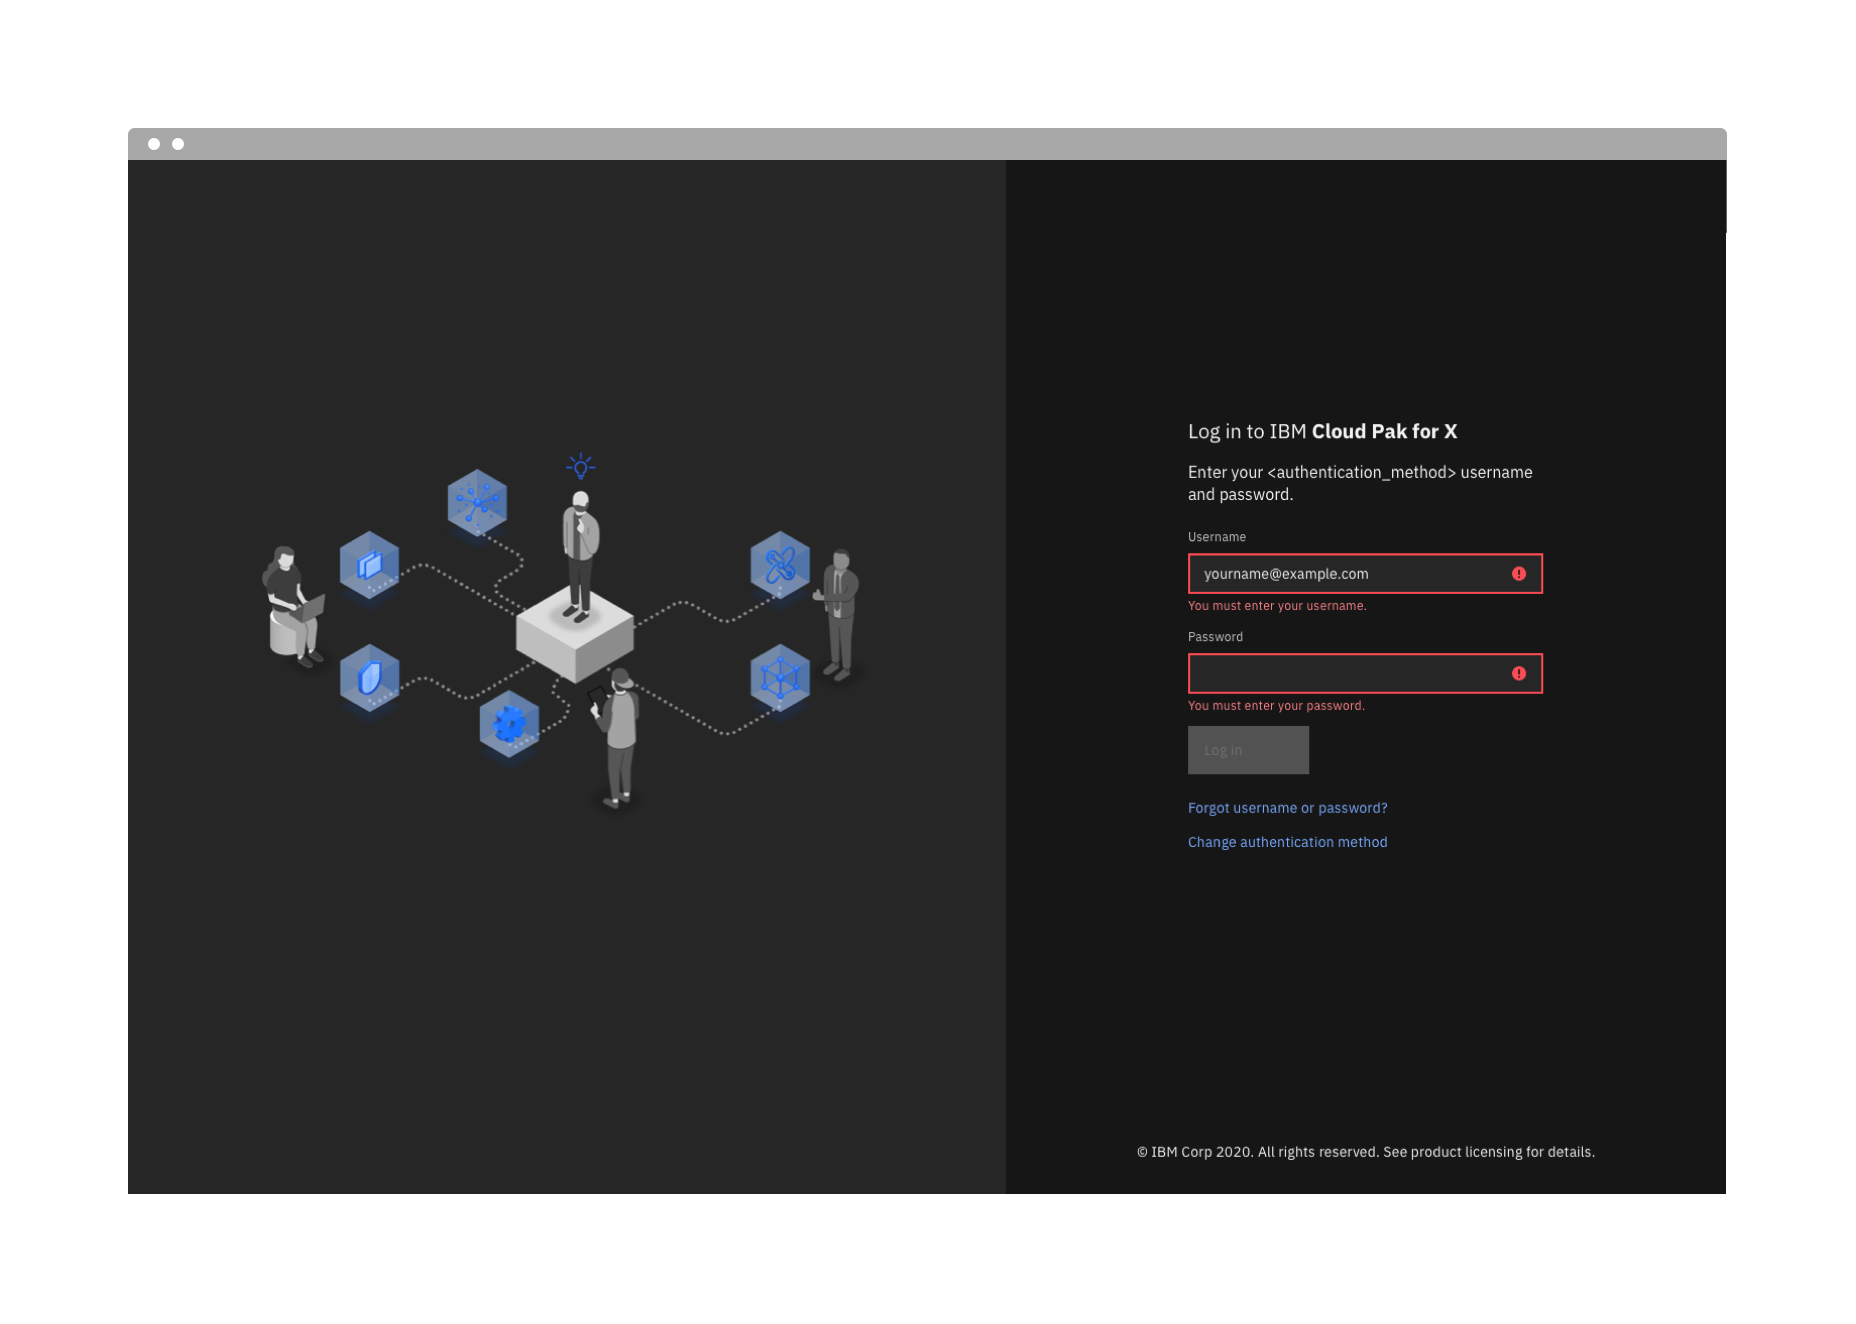 Log in to IBM Cloud Pak for X
Enter your <authentication_method> username
and password.
Username
yourname@example.com
You must enter your username.
Password
You must enter your password.
Log in
Forgot username or password?
Change authentication method
© IBM Corp 2020. All rights reserved. See product licensing for details.